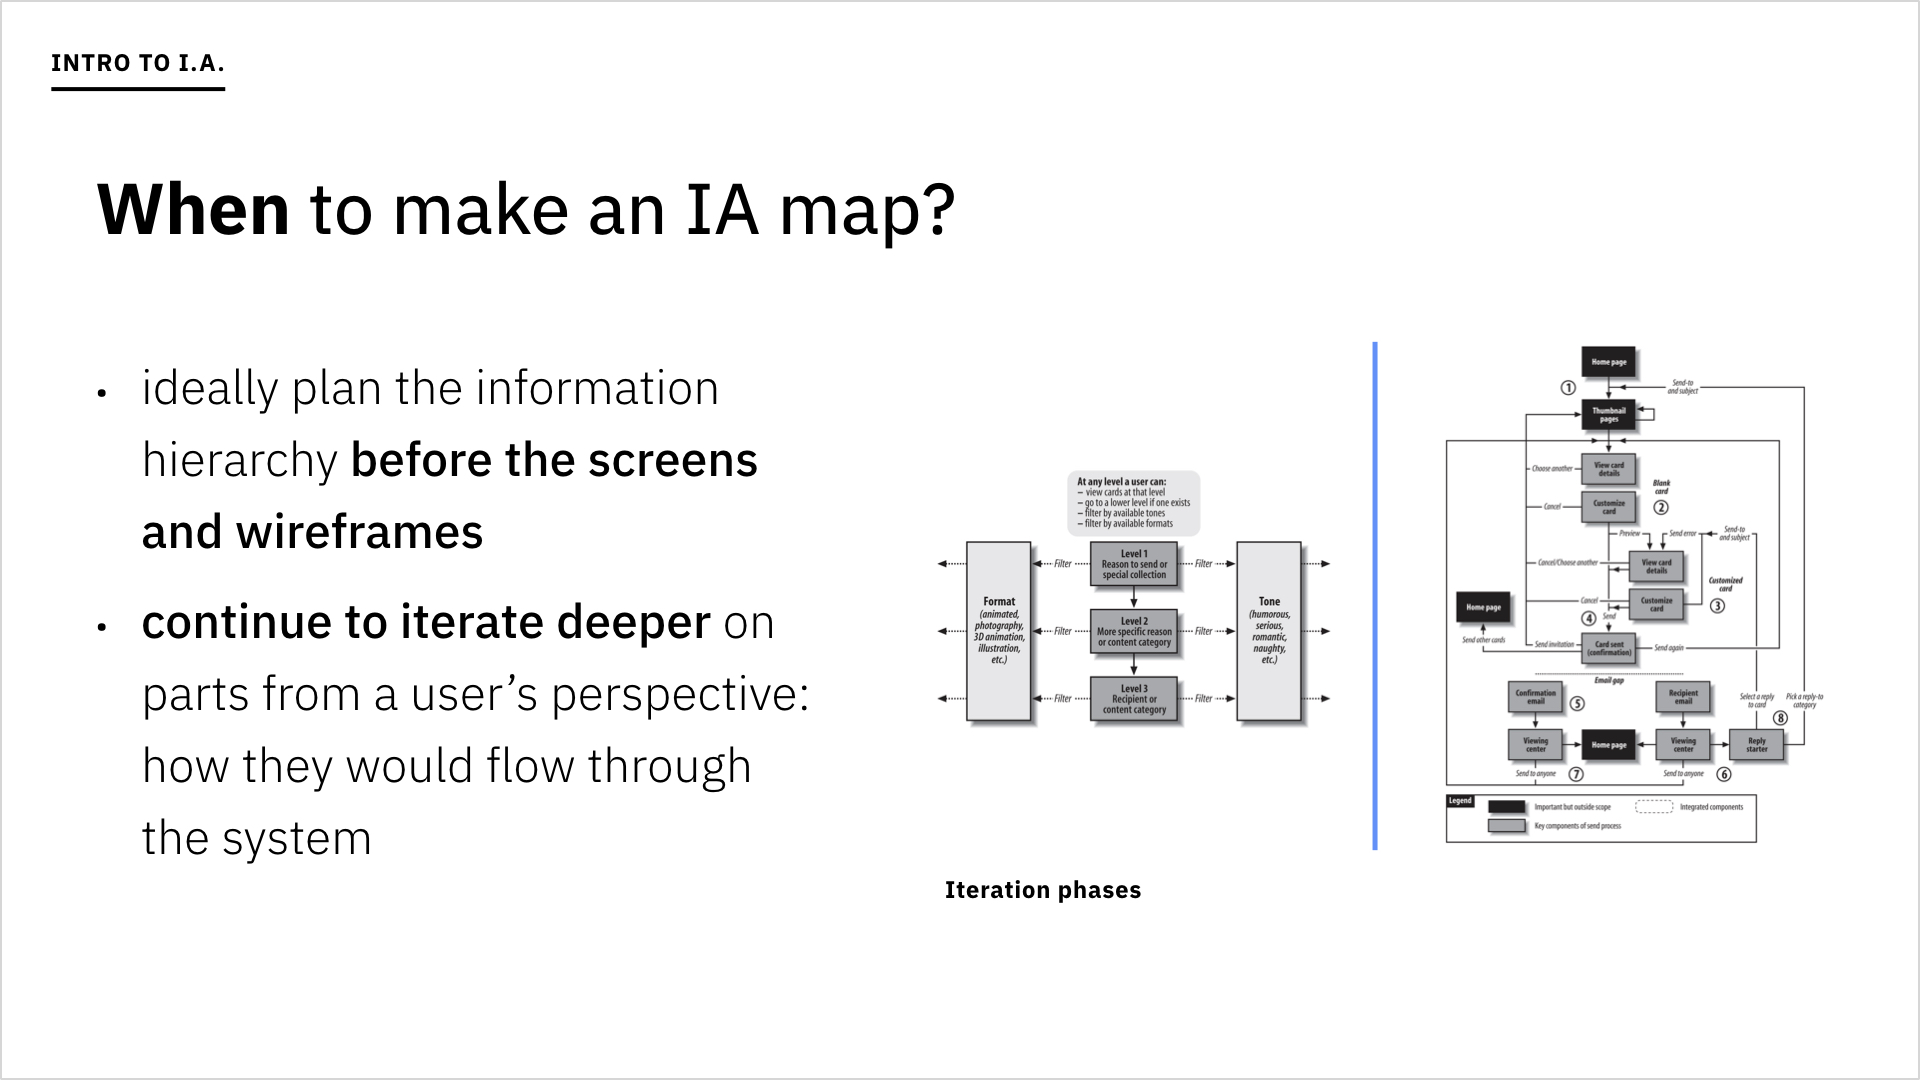 INTRO TO I.A.
When to make an IA map?
• ideally plan the information
hierarchy before the screens
and wireframes
• continue to iterate deeper on
parts from a user’s perspective:
how they would flow through
the system
At any level a user can:
– view cards at that level
– go to a lower level if one exists
– filter by available tones
– filter by available formats
Format
(animated,
photography,
3D animation,
illustration,
etc.)
Filter
Level 1
Reason to send or
special collection
Filter
Filter
Level 2
More specific reason
or content category
Filter
Filter
Level 3
Recipient or
content category
Filter
Tone
(humorous,
serious,
romantic,
naughty,
etc.)
Iteration phases
Home page
1
Send-to
and subject
Thumbnail
pages
Choose another
View card
details
Blank
card
2
Cancel
Customize
card
Preview
Send error
Send-to
and subject
Cancel/Choose another
View card
details
Customized
card
3
Cancel
Customize
card
Home page
4
Send
Send other cards
Send invitation
Card sent
(confirmation)
Send again
Email gap
Confirmation
email
5
Recipient
email
Select a reply
to card
Pick a reply-to
category
8
Viewing
center
Home page
Viewing
center
Reply
starter
Send to anyone
7
Send to anyone
6
Legend
Important but outside scope
Integrated components
Key components of send process